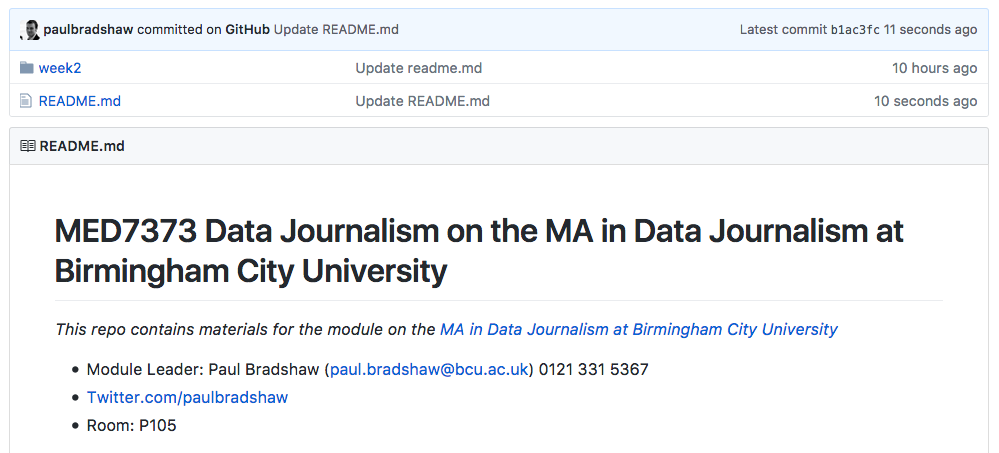 paulbradshaw committed on GitHub Update README.md Latest commit b1ac3fc 11 seconds ago
week2 Update readme.md 10 hours ago
README.md Update README.md 10 seconds ago
README.md
MED7373 Data Journalism on the MA in Data Journalism at
Birmingham City University
This repo contains materials for the module on the MA in Data Journalism at Birmingham City University
• Module Leader: Paul Bradshaw (paul.bradshaw@bcu.ac.uk) 0121 331 5367
• Twitter.com/paulbradshaw
• Room: P105